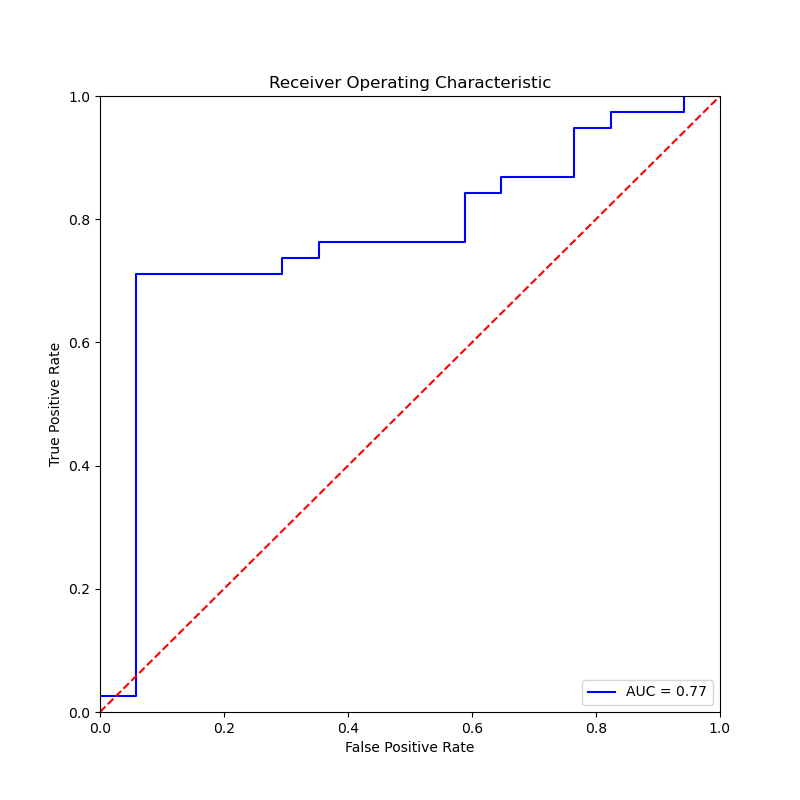 Receiver Operating Characteristic
1.0
0.8
0.6
0.4
0.2
0.0
True Positive Rate
AUC = 0.77
0.0 0.2 0.4 0.6 0.8 1.0
False Positive Rate